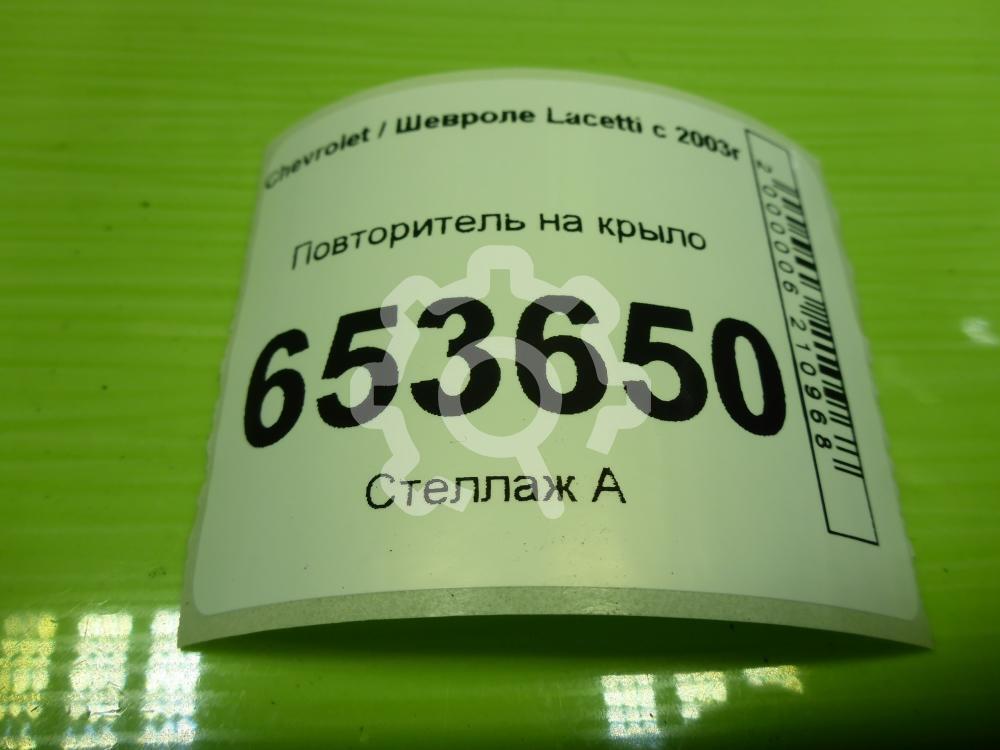 Chevrolet / Шевроле Lacetti с 2003г
Повторитель на крыло
653650
Стеллаж А
2000006210968